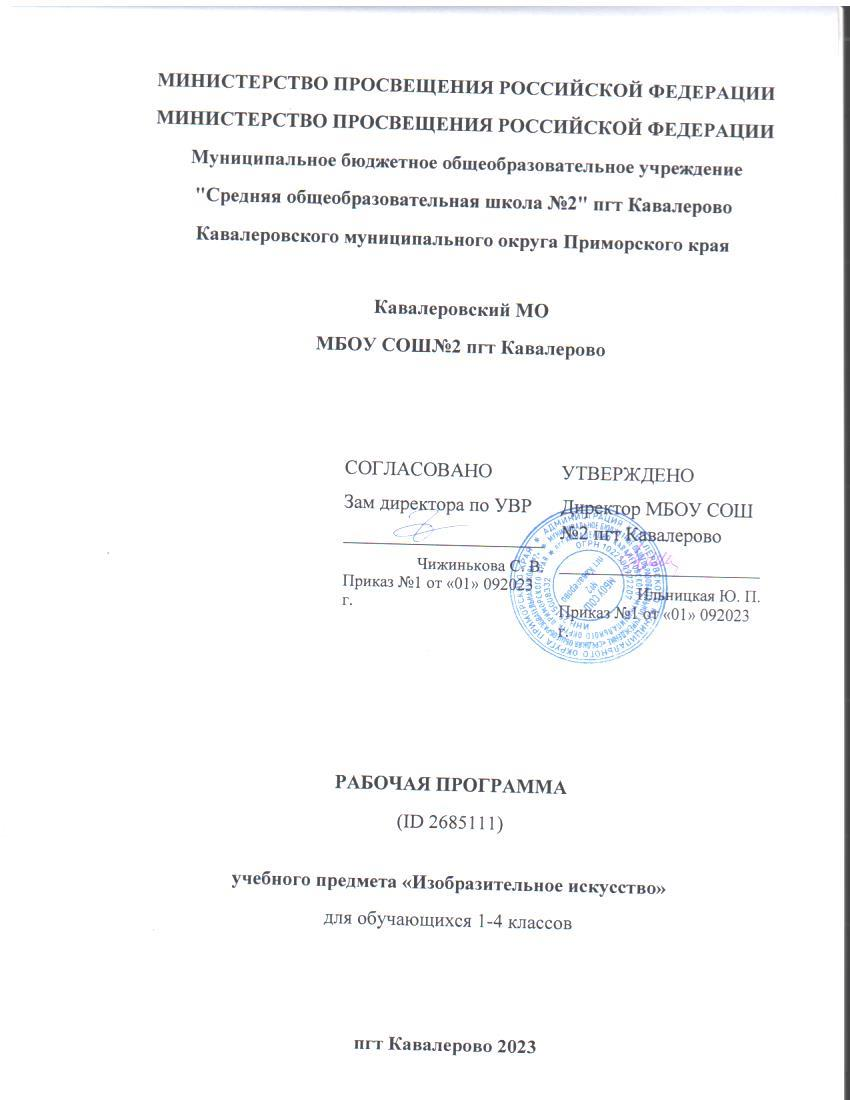 МИНИСТЕРСТВО ПРОСВЕЩЕНИЯ РОССИЙСКОЙ ФЕДЕРАЦИИ
МИНИСТЕРСТВО ПРОСВЕЩЕНИЯ РОССИЙСКОЙ ФЕДЕРАЦИИ
Муниципальное бюджетное общеобразовательное учреждение
"Средняя общеобразовательная школа №2" пгт Кавалерово
Кавалеровского муниципального округа Приморского края
Кавалеровский МО
МБОУ СОШ№2 пгт Кавалерово
СОГЛАСОВАНО
Зам директора по УВР
Чижинькова С. В.
Приказ №1 от «01» 092023
г.
УТВЕРЖДЕНО
Директор МБОУ СОШ
№2 пгт Кавалерово
Ильницкая Ю. П.
Приказ №1 от «01» 092023
г.
РАБОЧАЯ ПРОГРАММА
(ID 2685111)
учебного предмета «Изобразительное искусство»
для обучающихся 1-4 классов
пгт Кавалерово 2023